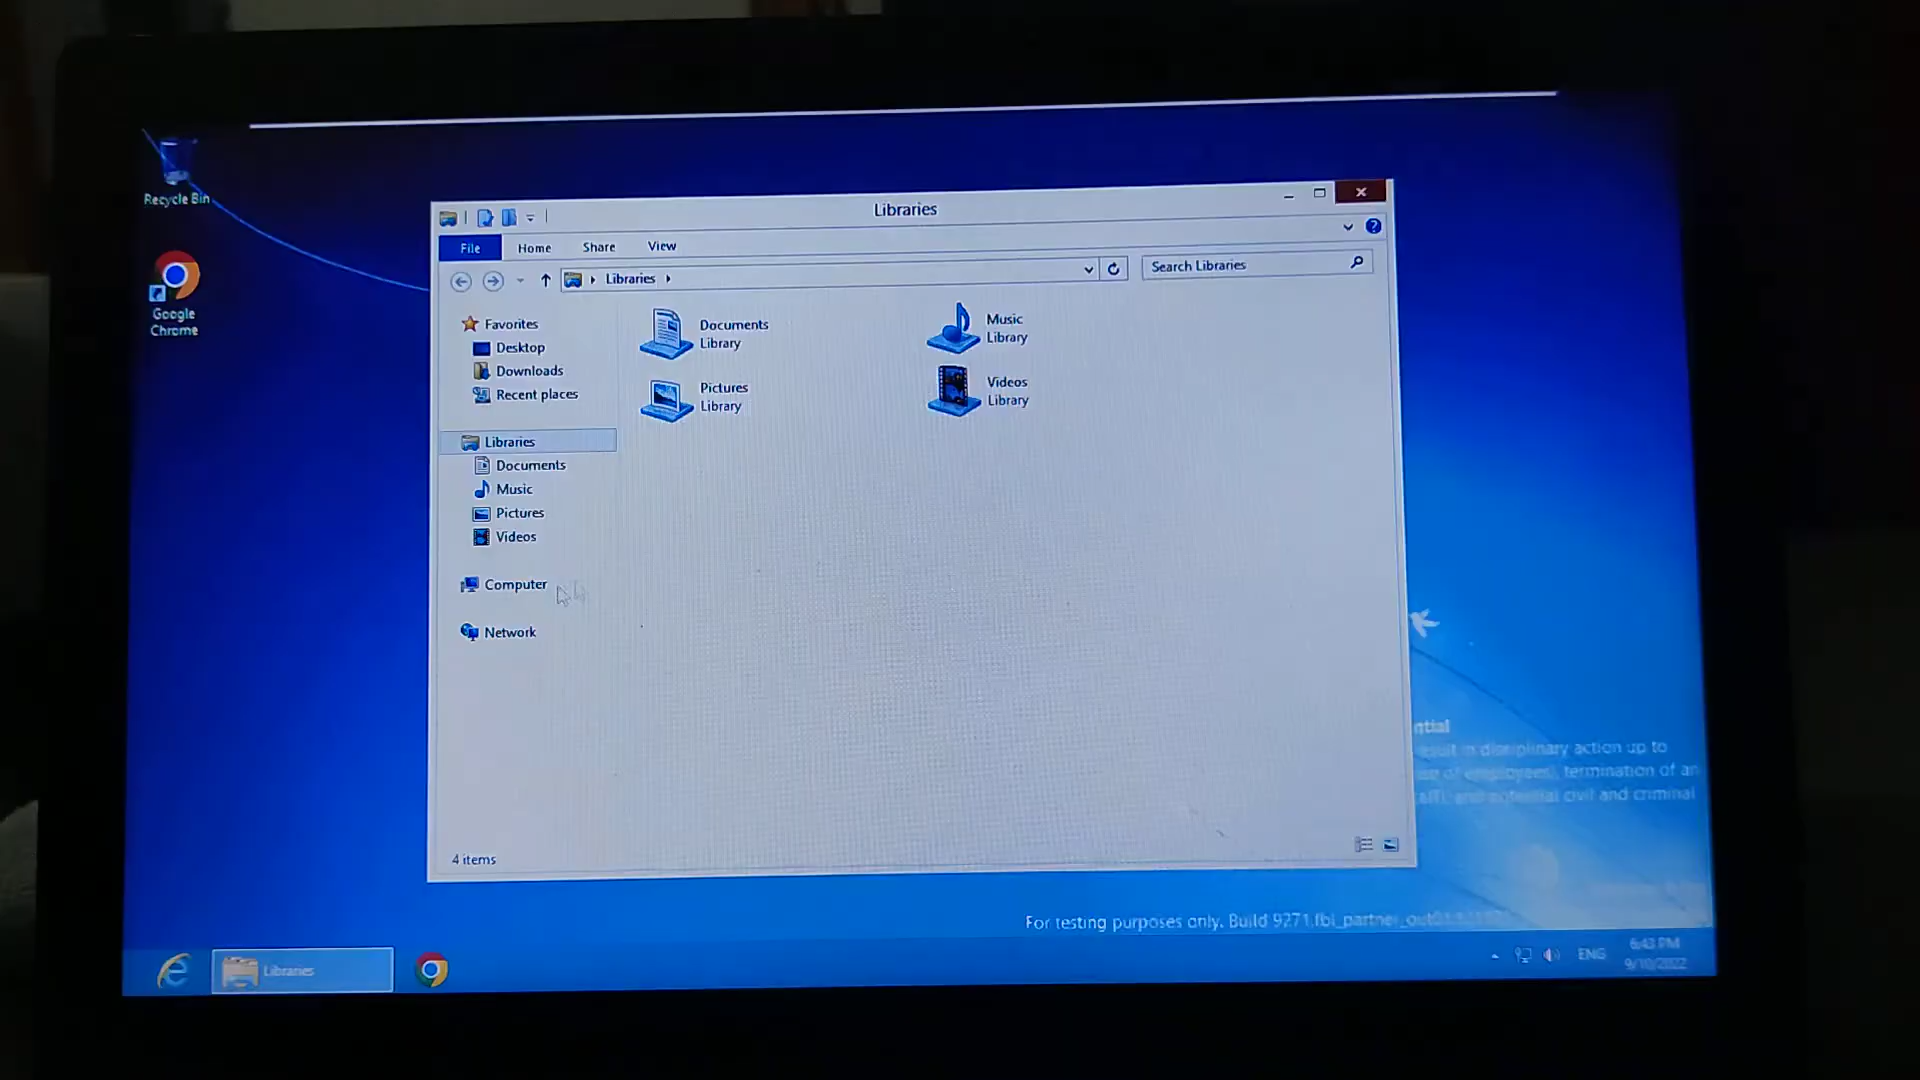 Recycle Bin
Google
Chrome
Libraries
File
Home
Share
View
Libraries
Search Libraries
Favorites
Desktop
Downloads
Recent places
Libraries
Documents
Music
Pictures
Videos
Computer
Network
Documents
Library
Music
Library
Pictures
Library
Videos
Library
4 items
ntial
esult in disciplinary action up to
termination of an
and potential civil and criminal
For testing purposes only. Build 9271.fbl_partner_out
Libraries
ENG
6:43 PM
9/10/2022